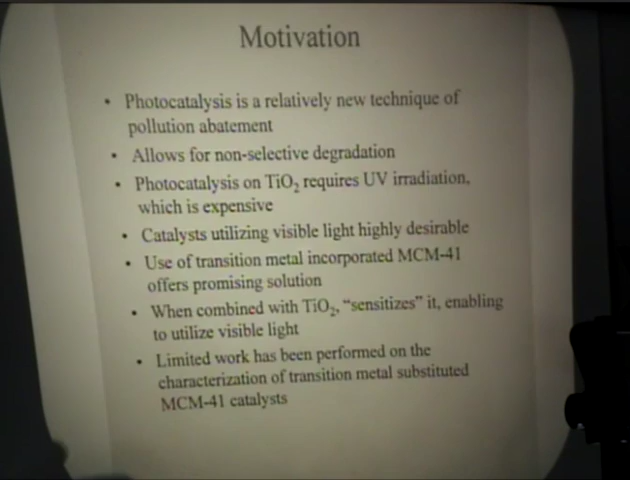 Motivation
• Photocatalysis is a relatively new technique of
pollution abatement
• Allows for non-selective degradation
• Photocatalysis on TiO₂ requires UV irradiation,
which is expensive
• Catalysts utilizing visible light highly desirable
• Use of transition metal incorporated MCM-41
offers promising solution
• When combined with TiO₂, “sensitizes” it, enabling
to utilize visible light
• Limited work has been performed on the
characterization of transition metal substituted
MCM-41 catalysts